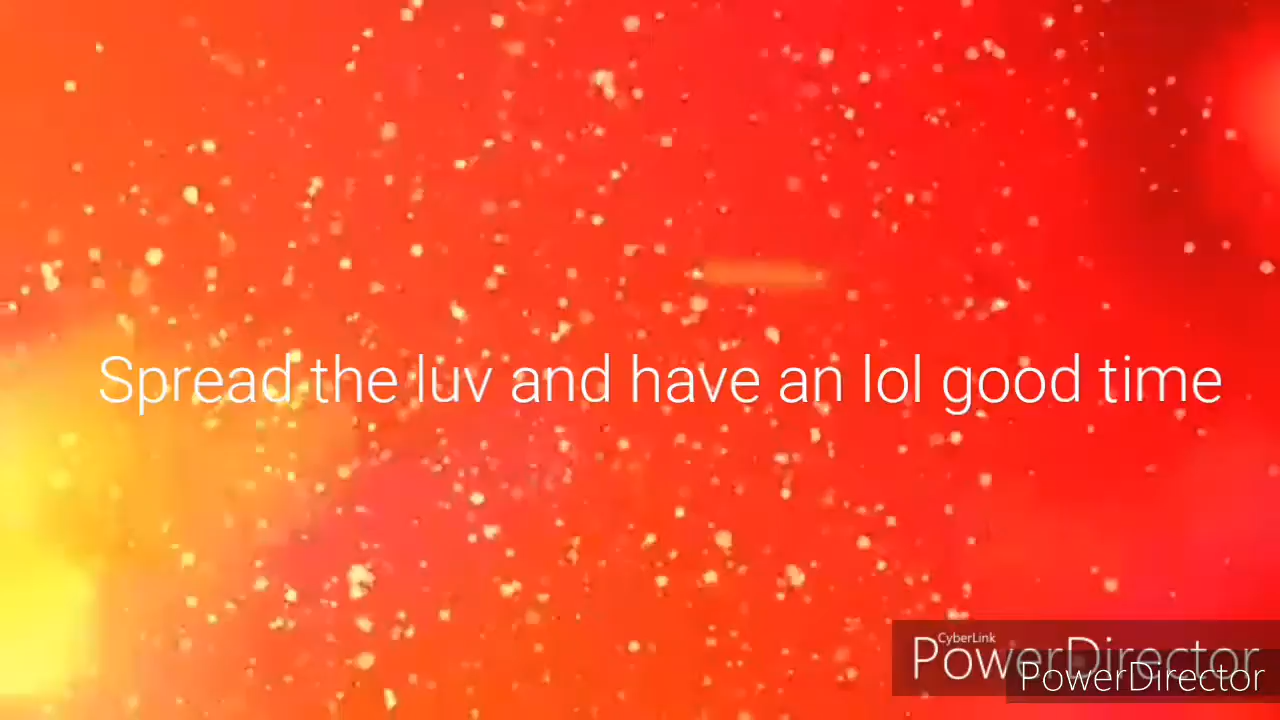 Spread the luv and have an lol good time
CyberLink
PowerDirector
PowerDirector